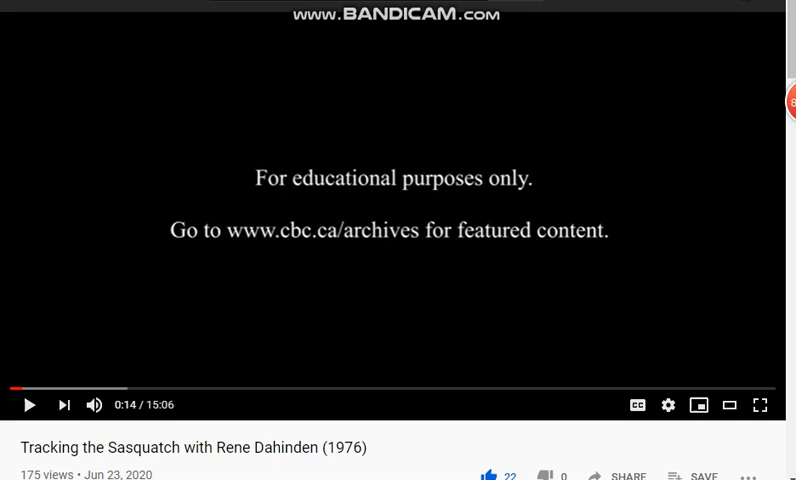 www.BANDICAM.com
For educational purposes only.
Go to www.cbc.ca/archives for featured content.
0:14 / 15:06
CC
Tracking the Sasquatch with Rene Dahinden (1976)
175 views • Jun 23, 2020
22
0
SHARE
SAVE